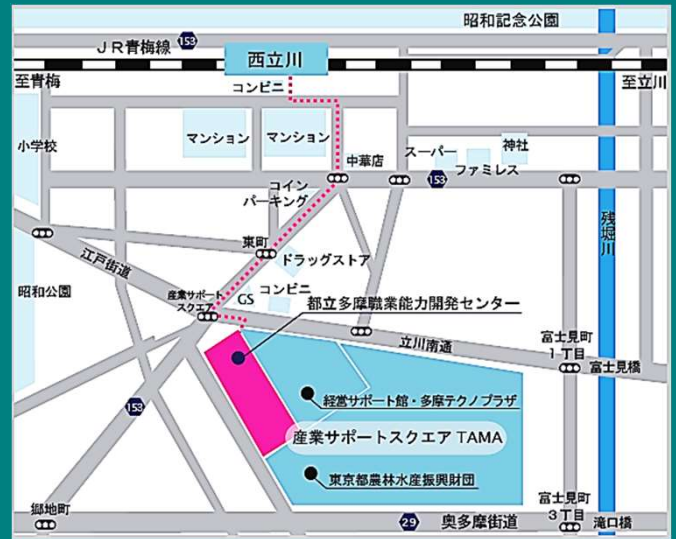 昭和記念公園
JR青梅線 153
西立川
至青梅
至立川
コンビニ
小学校
マンション
マンション
中華店
スーパー
神社
ファミレス
153
コイン
パーキング
残堀川
東町
江戸街道
ドラッグストア
昭和公園
産業サポート
スクエア
GS
コンビニ
都立多摩職業能力開発センター
立川南通
富士見町
1丁目
富士見橋
153
経営サポート館・多摩テクノプラザ
産業サポートスクエア TAMA
東京都農林水産振興財団
郷地町
29
奥多摩街道
富士見町
3丁目
滝口橋